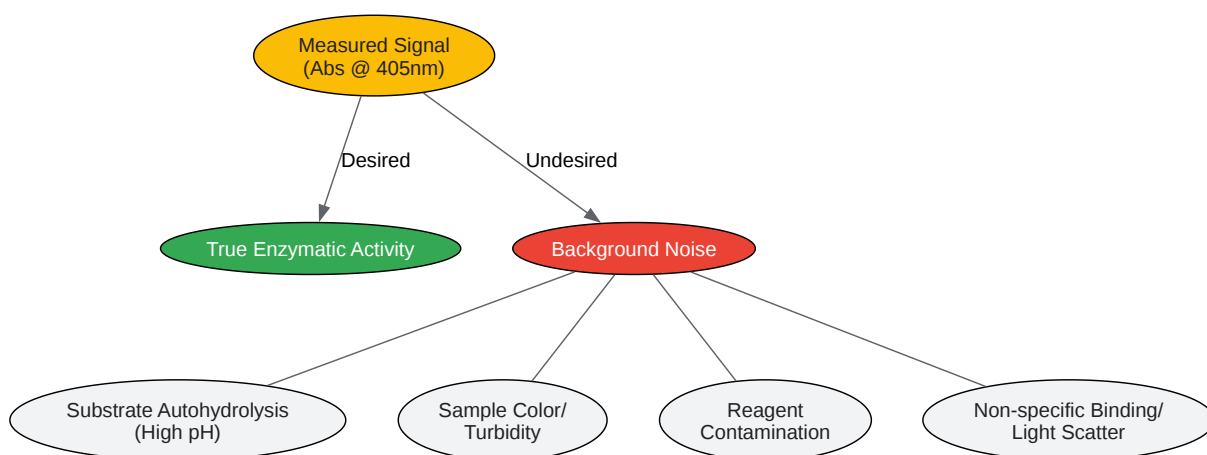 Measured Signal
(Abs @ 405nm)
Desired
Undesired
True Enzymatic Activity
Background Noise
Substrate Autohydrolysis
(High pH)
Sample Color/
Turbidity
Reagent
Contamination
Non-specific Binding/
Light Scatter